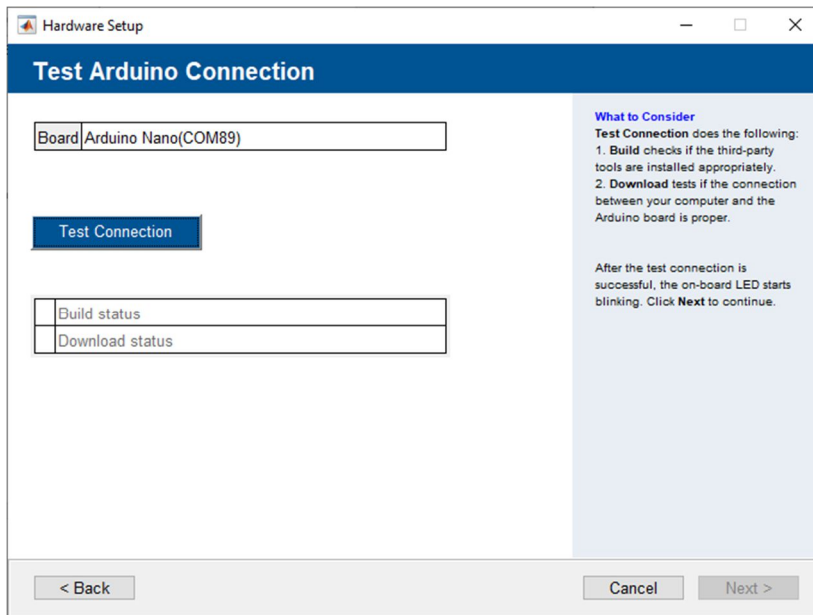 Hardware Setup
Test Arduino Connection
Board Arduino Nano(COM89)
Test Connection
Build status
Download status
What to Consider
Test Connection does the following:
1. Build checks if the third-party
tools are installed appropriately.
2. Download tests if the connection
between your computer and the
Arduino board is proper.
After the test connection is
successful, the on-board LED starts
blinking. Click Next to continue.
< Back
Cancel
Next >